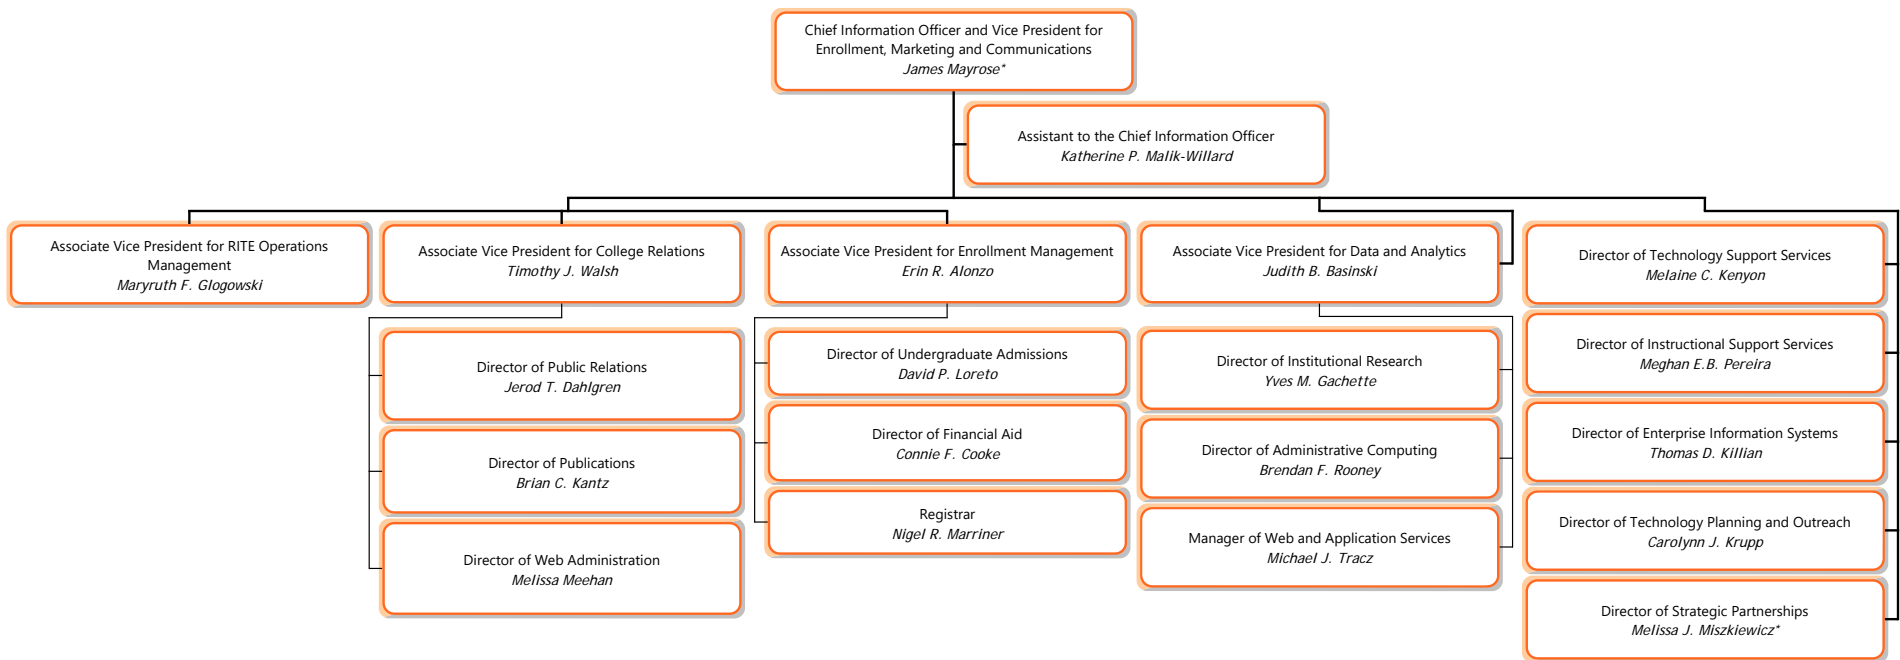 Chief Information Officer and Vice President for
Enrollment, Marketing and Communications
James Mayrose*
Assistant to the Chief Information Officer
Katherine P. Malik-Willard
Associate Vice President for RITE Operations
Management
Maryruth F. Glogowski
Associate Vice President for College Relations
Timothy J. Walsh
Director of Public Relations
Jerod T. Dahlgren
Director of Publications
Brian C. Kantz
Director of Web Administration
Melissa Meehan
Associate Vice President for Enrollment Management
Erin R. Alonzo
Director of Undergraduate Admissions
David P. Loreto
Director of Financial Aid
Connie F. Cooke
Registrar
Nigel R. Marriner
Associate Vice President for Data and Analytics
Judith B. Basinski
Director of Institutional Research
Yves M. Gachette
Director of Administrative Computing
Brendan F. Rooney
Manager of Web and Application Services
Michael J. Tracz
Director of Technology Support Services
Melaine C. Kenyon
Director of Instructional Support Services
Meghan E.B. Pereira
Director of Enterprise Information Systems
Thomas D. Killian
Director of Technology Planning and Outreach
Carolynn J. Krupp
Director of Strategic Partnerships
Melissa J. Miszkiewicz*